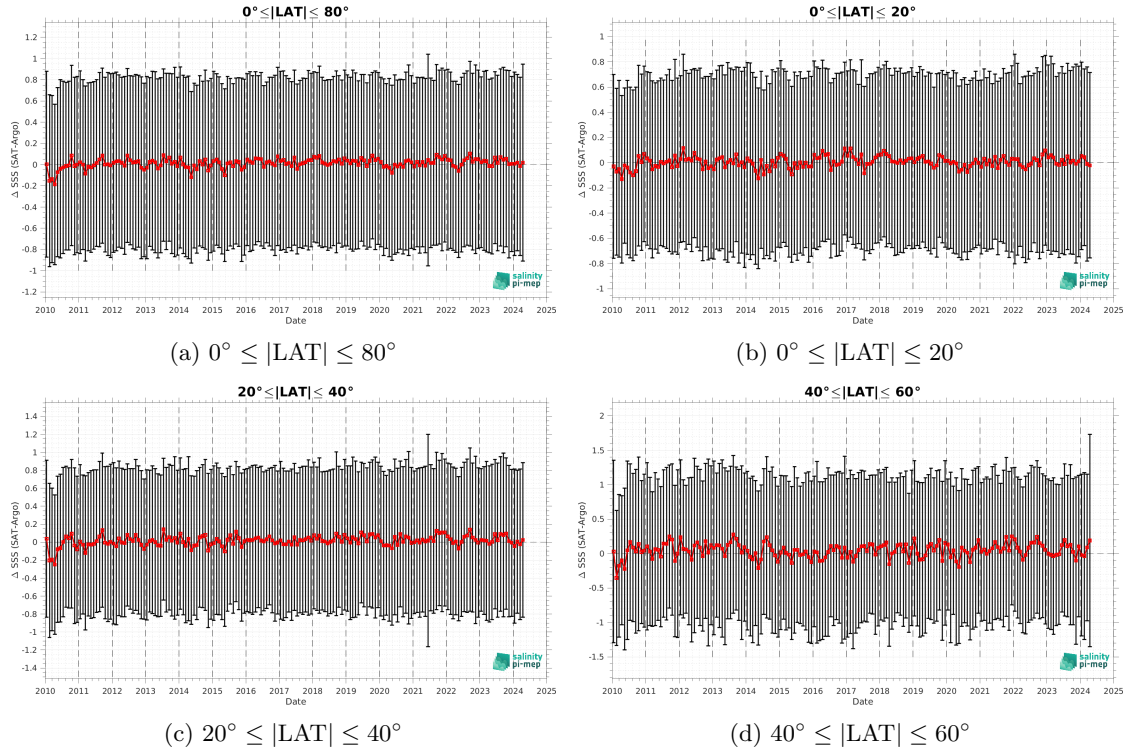 0°≤|LAT|≤ 80°
Δ SSS (SAT-Argo)
1.2
1
0.8
0.6
0.4
0.2
0
-0.2
-0.4
-0.6
-0.8
-1
-1.2
salinity
pi-mep
2010 2011 2012 2013 2014 2015 2016 2017 2018 2019 2020 2021 2022 2023 2024 2025
Date
(a) 0° ≤ |LAT| ≤ 80°
0°≤|LAT|≤ 20°
Δ SSS (SAT-Argo)
1
0.8
0.6
0.4
0.2
0
-0.2
-0.4
-0.6
-0.8
-1
salinity
pi-mep
2010 2011 2012 2013 2014 2015 2016 2017 2018 2019 2020 2021 2022 2023 2024 2025
Date
(b) 0° ≤ |LAT| ≤ 20°
20°≤|LAT|≤ 40°
Δ SSS (SAT-Argo)
1.4
1.2
1
0.8
0.6
0.4
0.2
0
-0.2
-0.4
-0.6
-0.8
-1
-1.2
-1.4
salinity
pi-mep
2010 2011 2012 2013 2014 2015 2016 2017 2018 2019 2020 2021 2022 2023 2024 2025
Date
(c) 20° ≤ |LAT| ≤ 40°
40°≤|LAT|≤ 60°
Δ SSS (SAT-Argo)
2
1.5
1
0.5
0
-0.5
-1
-1.5
salinity
pi-mep
2010 2011 2012 2013 2014 2015 2016 2017 2018 2019 2020 2021 2022 2023 2024 2025
Date
(d) 40° ≤ |LAT| ≤ 60°